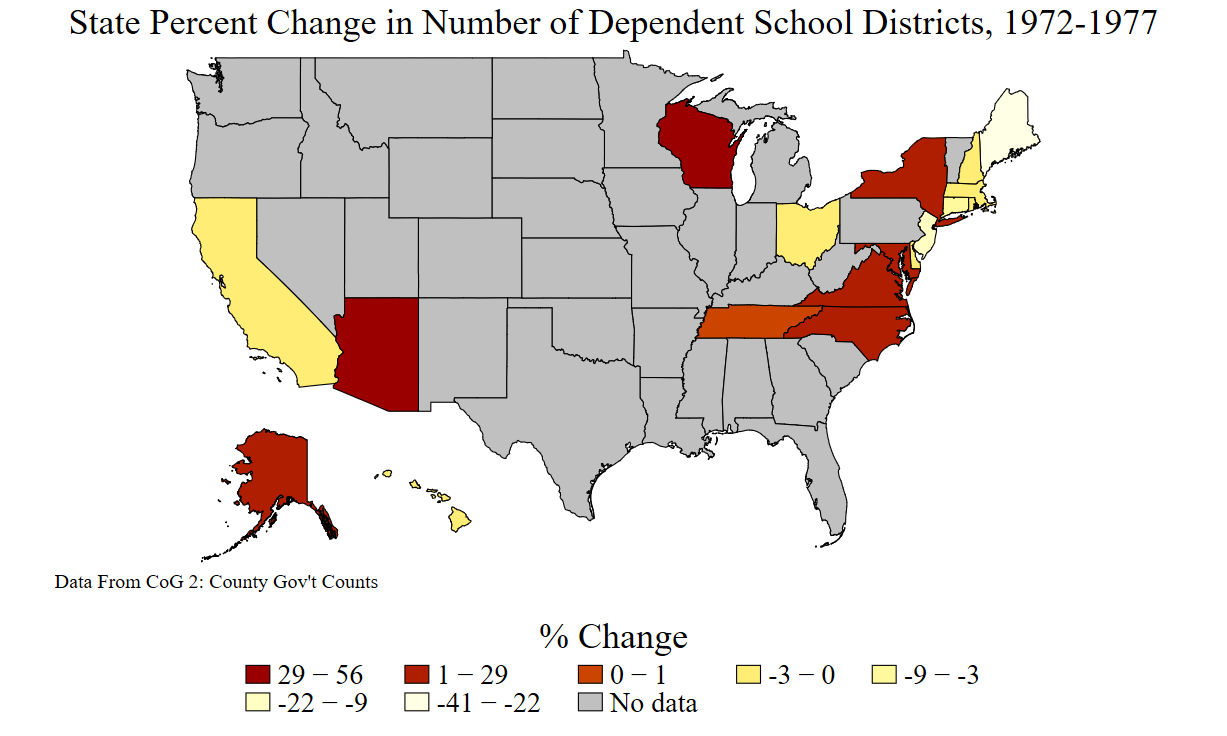 State Percent Change in Number of Dependent School Districts, 1972-1977
Data From CoG 2: County Gov't Counts
% Change
29 − 56 1 − 29 0 − 1 -3 − 0 -9 − -3
-22 − -9 -41 − -22 No data